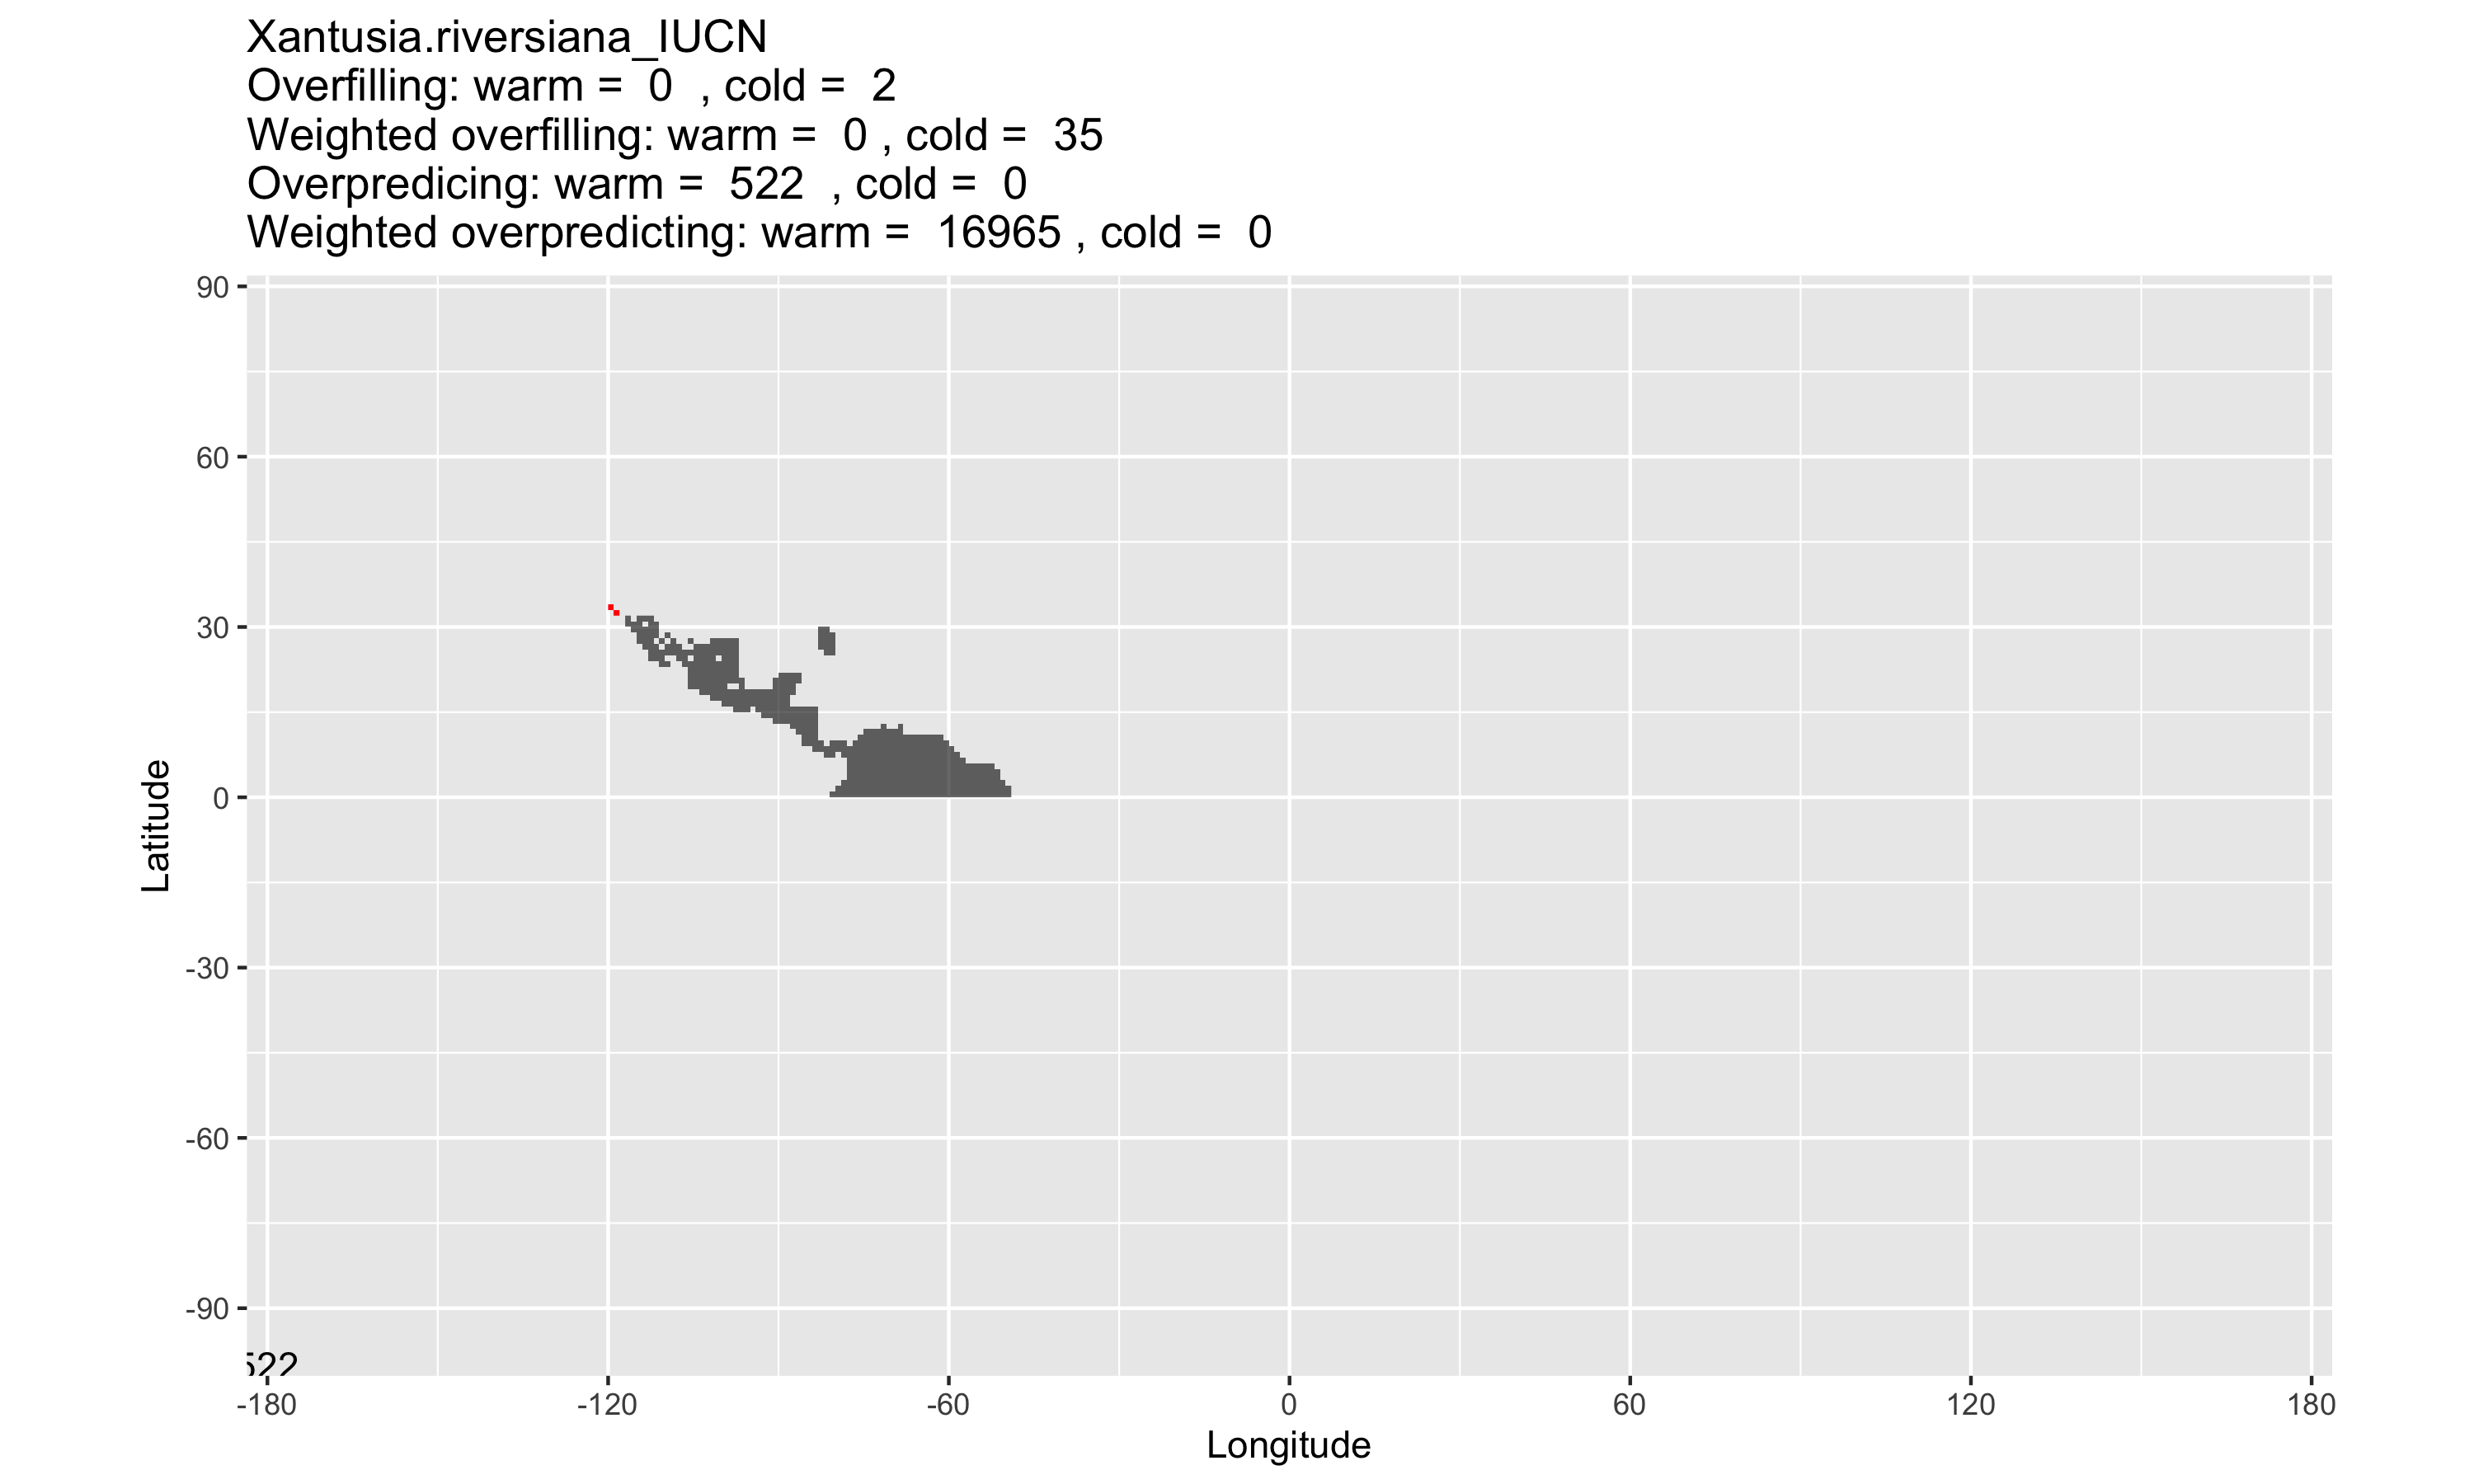 Xantusia.riversiana_IUCN
Overfilling: warm = 0 , cold = 2
Weighted overfilling: warm = 0 , cold = 35
Overpredicing: warm = 522 , cold = 0
Weighted overpredicting: warm = 16965 , cold = 0
90
60
30
0
-30
-60
-90
Latitude
522
-180 -120 -60 0 60 120 180
Longitude